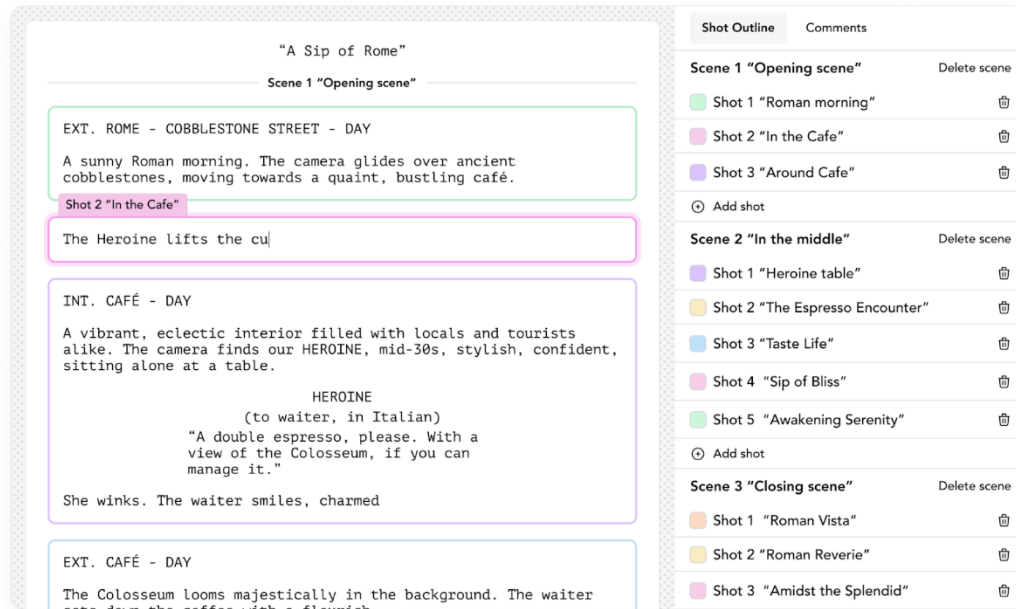 “A Sip of Rome”
Scene 1 “Opening scene”
EXT. ROME - COBBLESTONE STREET - DAY
A sunny Roman morning. The camera glides over ancient
cobblestones, moving towards a quaint, bustling café.
Shot 2 “In the Cafe”
The Heroine lifts the cu
INT. CAFÉ - DAY
A vibrant, eclectic interior filled with locals and tourists
alike. The camera finds our HEROINE, mid-30s, stylish, confident,
sitting alone at a table.
HEROINE
(to waiter, in Italian)
“A double espresso, please. With a
view of the Colosseum, if you can
manage it.”
She winks. The waiter smiles, charmed
EXT. CAFÉ - DAY
The Colosseum looms majestically in the background. The waiter
sets down the coffee with a flourish.
Shot Outline Comments
Scene 1 “Opening scene” Delete scene
Shot 1 “Roman morning”
Shot 2 “In the Cafe”
Shot 3 “Around Cafe”
Add shot
Scene 2 “In the middle” Delete scene
Shot 1 “Heroine table”
Shot 2 “The Espresso Encounter”
Shot 3 “Taste Life”
Shot 4 “Sip of Bliss”
Shot 5 “Awakening Serenity”
Add shot
Scene 3 “Closing scene” Delete scene
Shot 1 “Roman Vista”
Shot 2 “Roman Reverie”
Shot 3 “Amidst the Splendid”